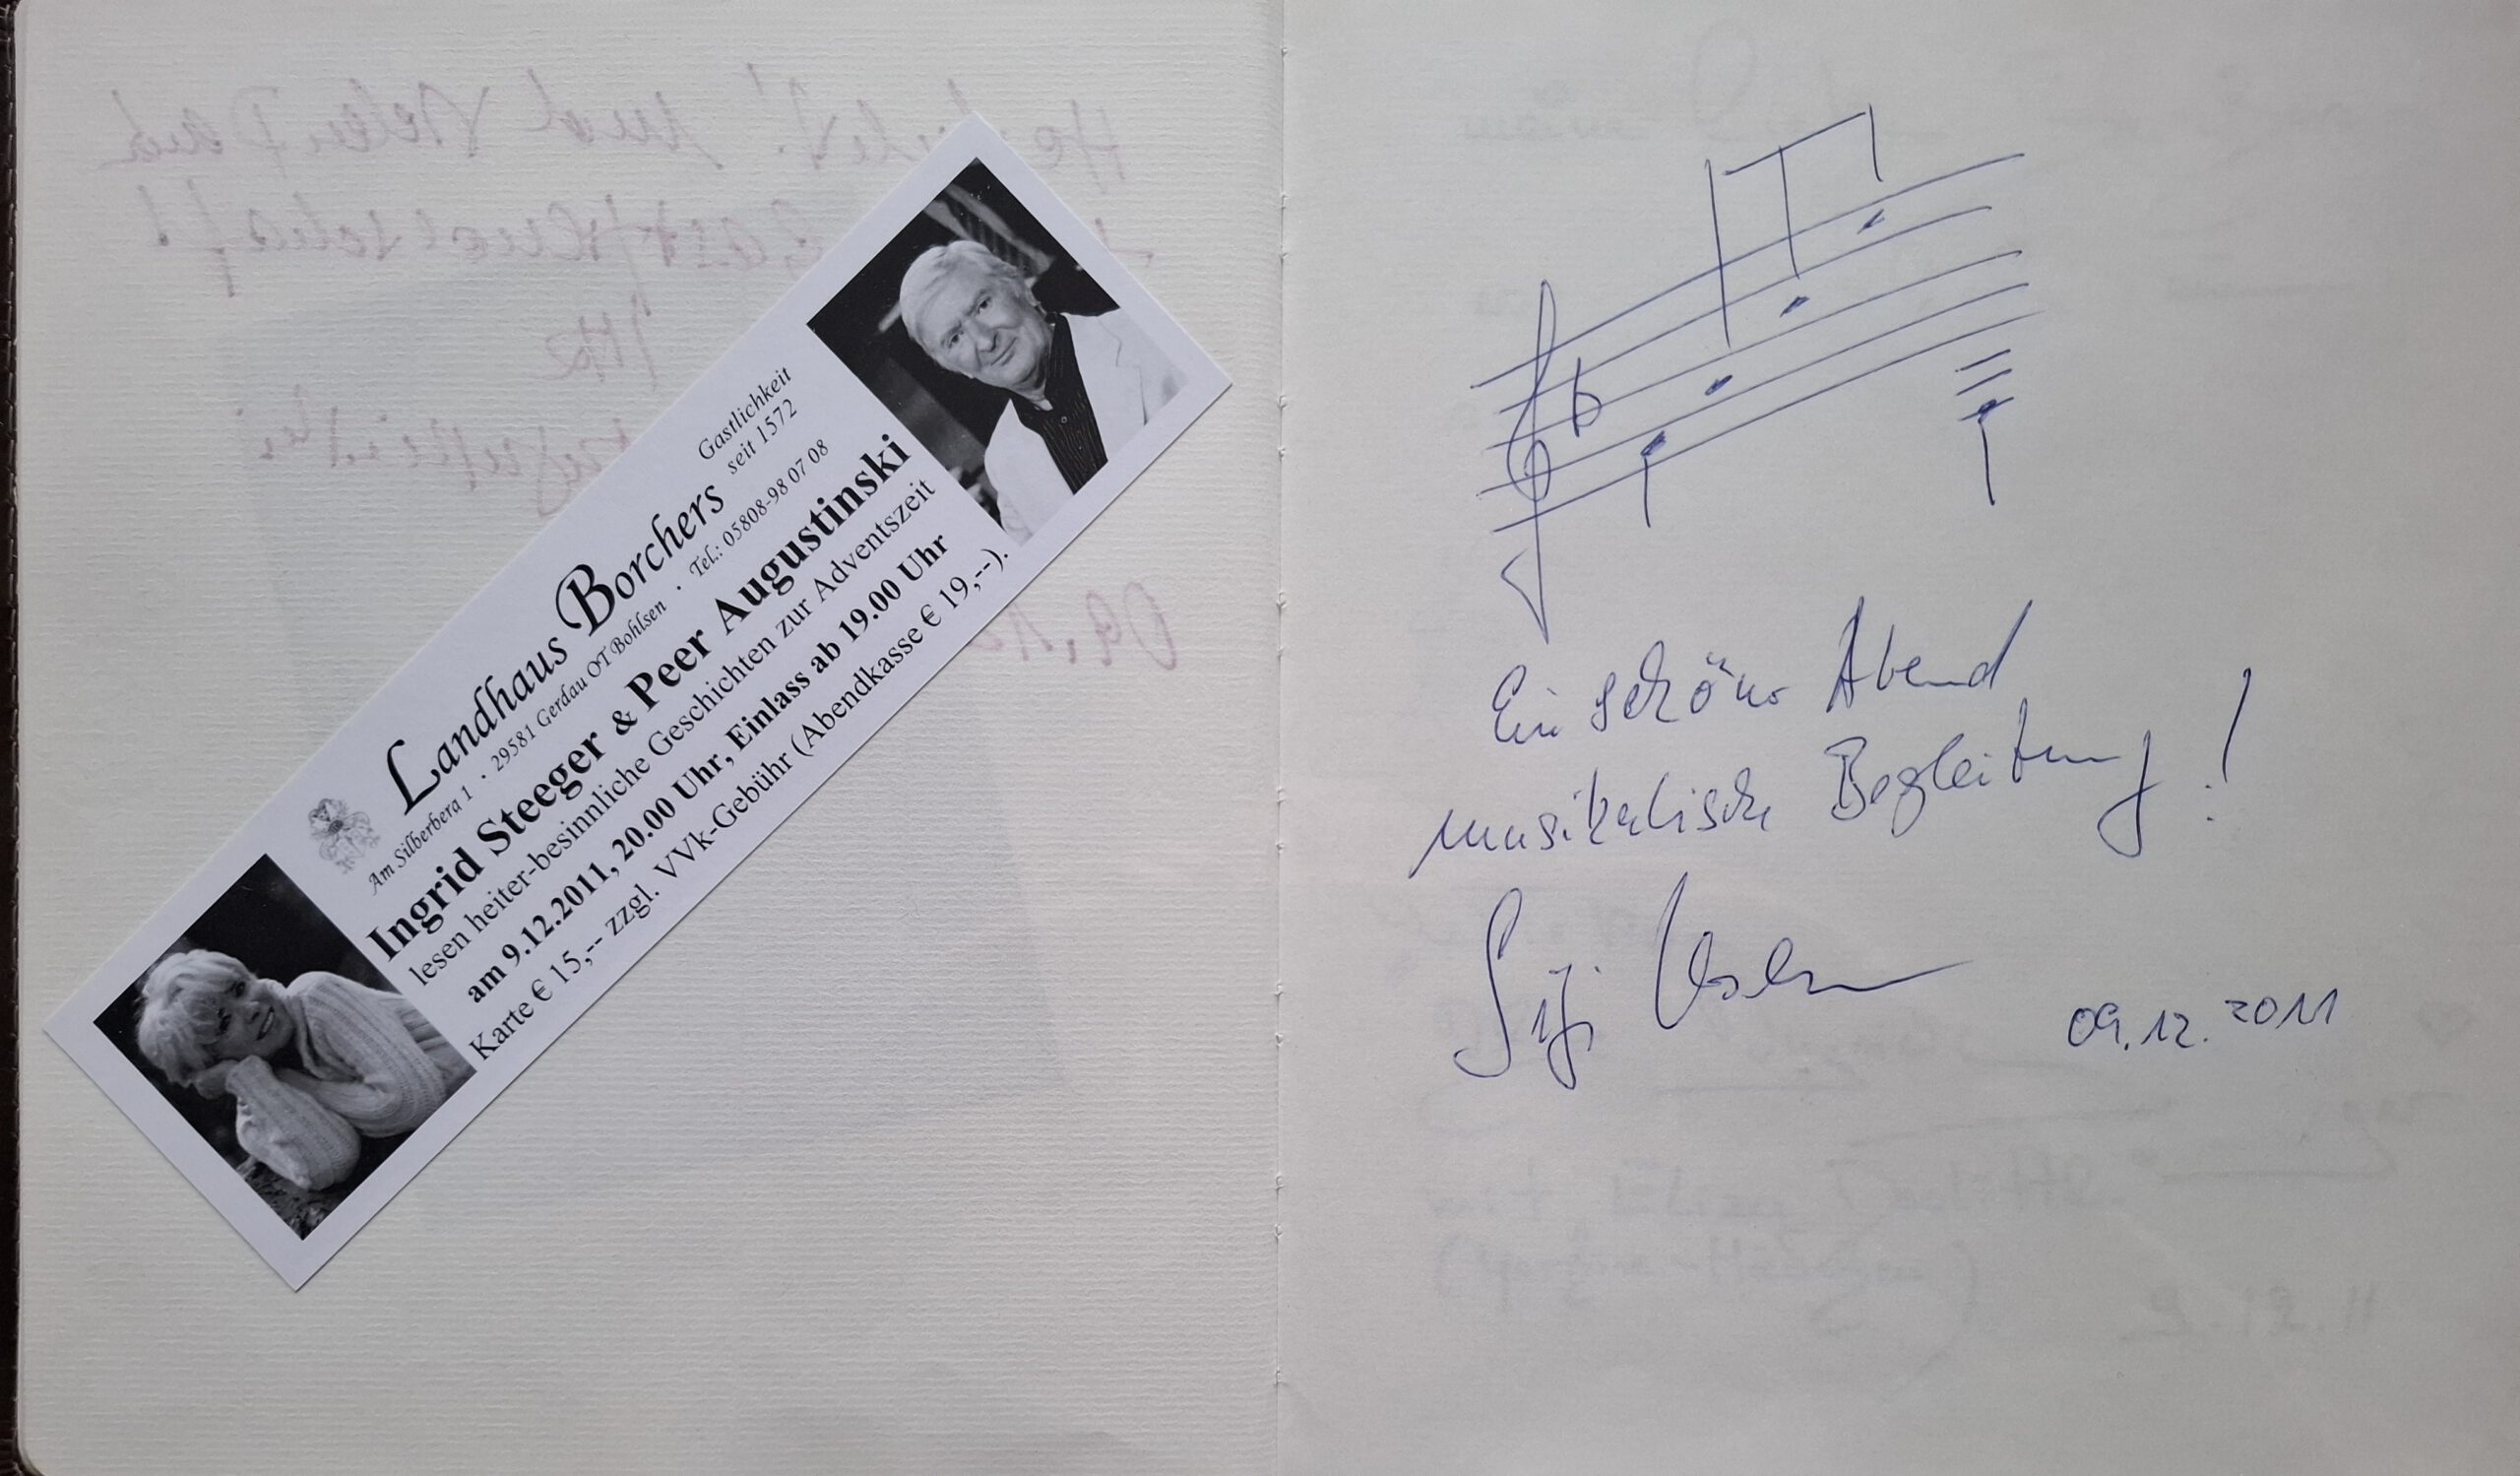 Landhaus Borchers Gastlichkeit seit 1572
Am Silberberg 1 · 29581 Gerdau OT Bohlsen · Tel.: 05808-98 07 08
Ingrid Steeger & Peer Augustinski
lesen heiter-besinnliche Geschichten zur Adventszeit
am 9.12.2011, 20.00 Uhr, Einlass ab 19.00 Uhr
Karte € 15,-- zzgl. VVk-Gebühr (Abendkasse € 19,--).
Ein schöner Abend
musikalische Begleitung!
09.12.2011